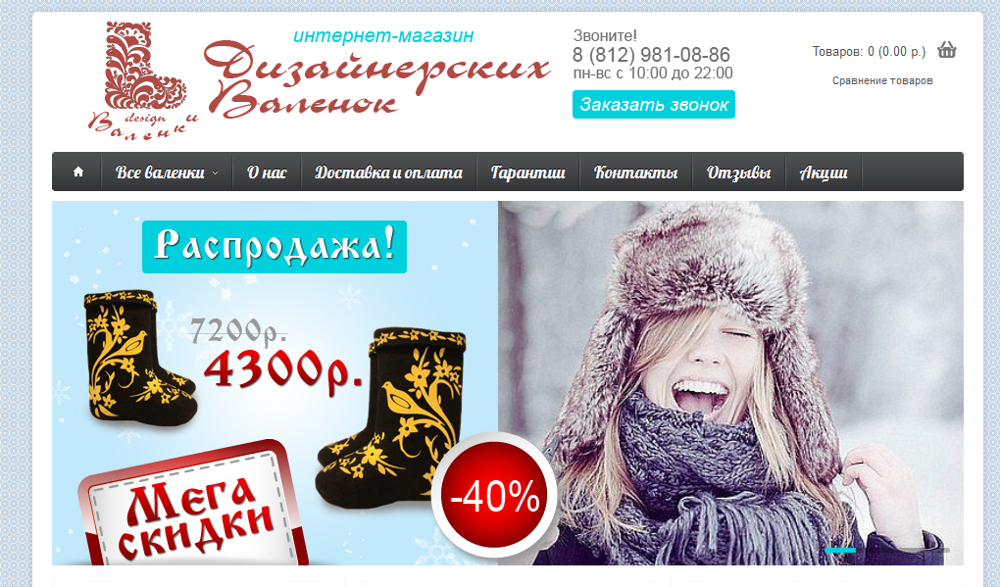 design
Валенки
интернет-магазин
Дизайнерских
Валенок
Звоните!
8 (812) 981-08-86
пн-вс с 10:00 до 22:00
Заказать звонок
Товаров: 0 (0.00 р.)
Сравнение товаров
Все валенки
О нас
Доставка и оплата
Гарантии
Контакты
Отзывы
Акции
Распродажа!
7200р.
4300р.
Мега
скидки
-40%